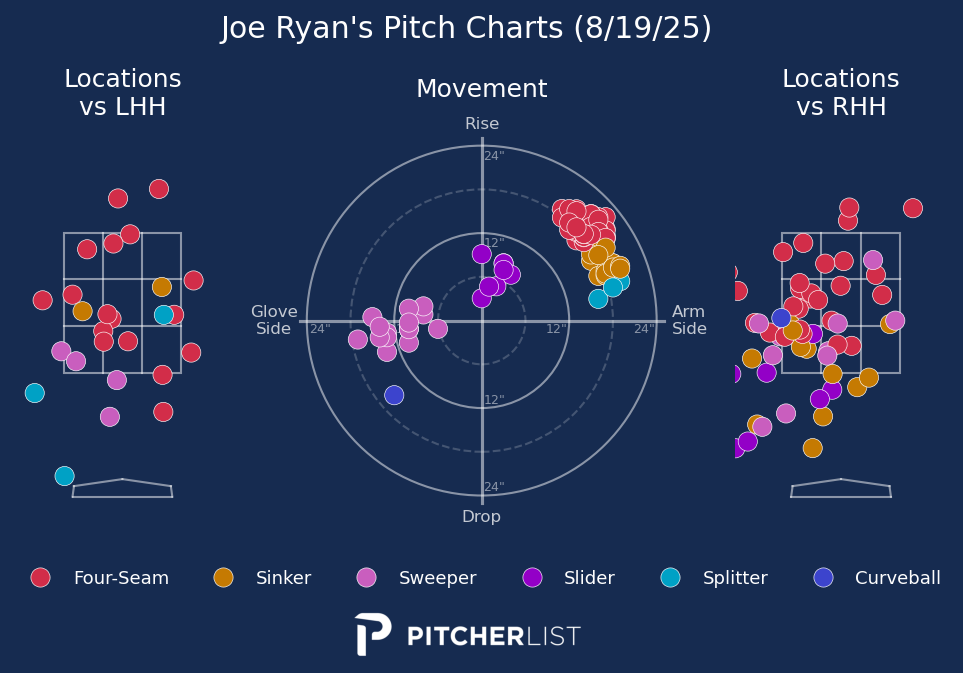 Joe Ryan's Pitch Charts (8/19/25)
Locations
vs LHH
Movement
Locations
vs RHH
Rise
24"
12"
Glove
Side
24"
12"
24"
Arm
Side
12"
24"
Drop
Four-Seam
Sinker
Sweeper
Slider
Splitter
Curveball
PITCHERLIST